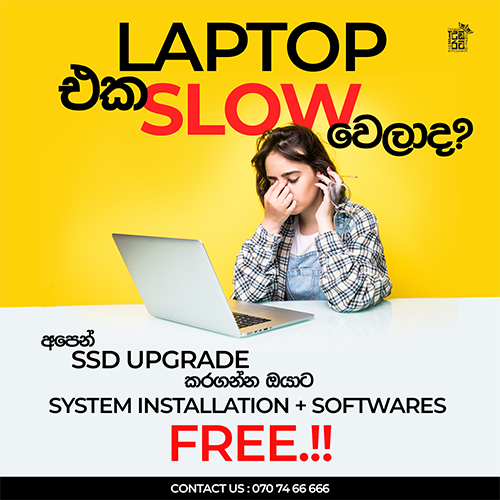 LAPTOP
එක SLOW වෙලාද?
අපෙන්
SSD UPGRADE
කරගන්න ඔයාට
SYSTEM INSTALLATION + SOFTWARES
FREE.!!
CONTACT US : 070 74 66 666